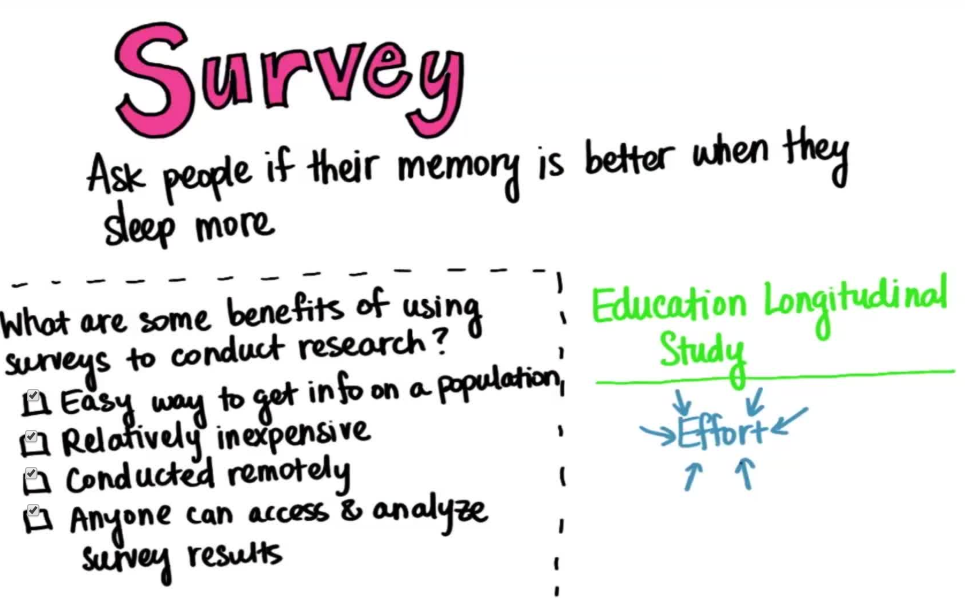 Survey
Ask people if their memory is better when they
sleep more
What are some benefits of using
surveys to conduct research?
Easy way to get info on a population
Relatively inexpensive
Conducted remotely
Anyone can access & analyze
survey results
Education Longitudinal
Study
Effort